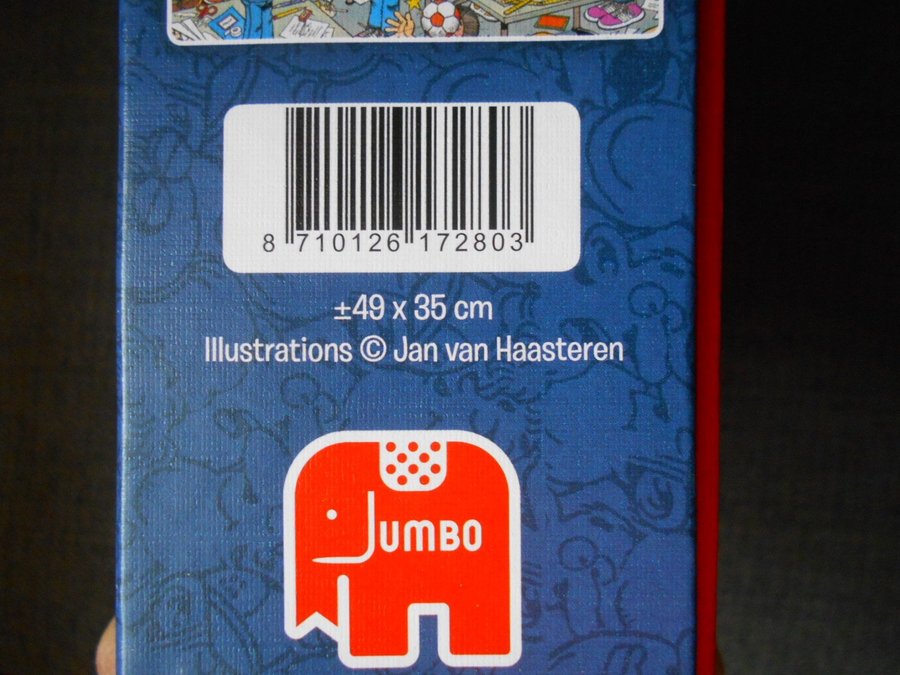 8 710126 172803
±49 x 35 cm
Illustrations © Jan van Haasteren
JUMBO